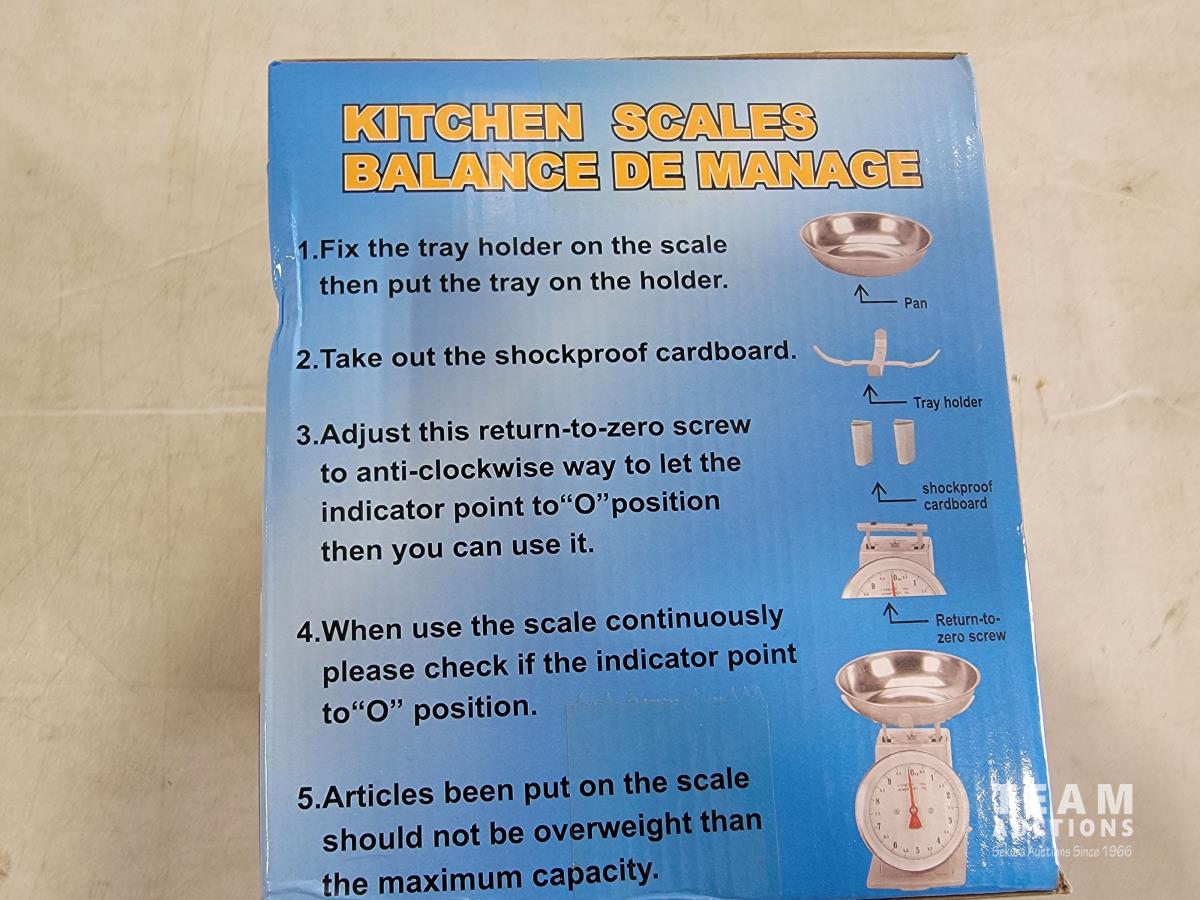 KITCHEN SCALES
BALANCE DE MANAGE
1.Fix the tray holder on the scale
then put the tray on the holder.
Pan
2.Take out the shockproof cardboard.
Tray holder
3.Adjust this return-to-zero screw
to anti-clockwise way to let the
indicator point to“O”position
then you can use it.
shockproof
cardboard
Return-to-
zero screw
4.When use the scale continuously
please check if the indicator point
to“O” position.
5.Articles been put on the scale
should not be overweight than
the maximum capacity.
TEAM
AUCTIONS
Auctions Since 1966